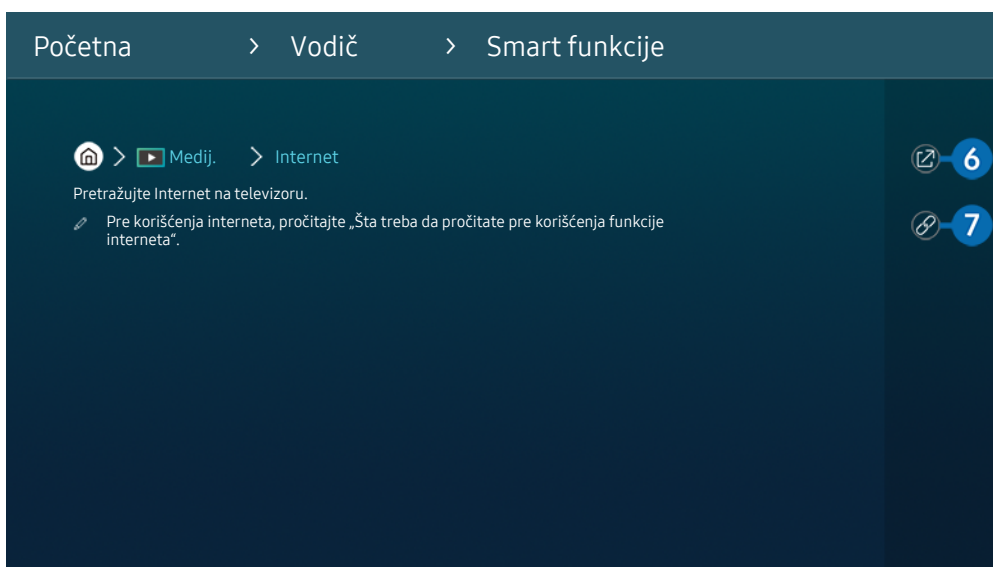 Početna > Vodič > Smart funkcije
> Medij. > Internet
6
Pretražujte Internet na televizoru.
Pre korišćenja interneta, pročitajte „Šta treba da pročitate pre korišćenja funkcije
interneta“.
7